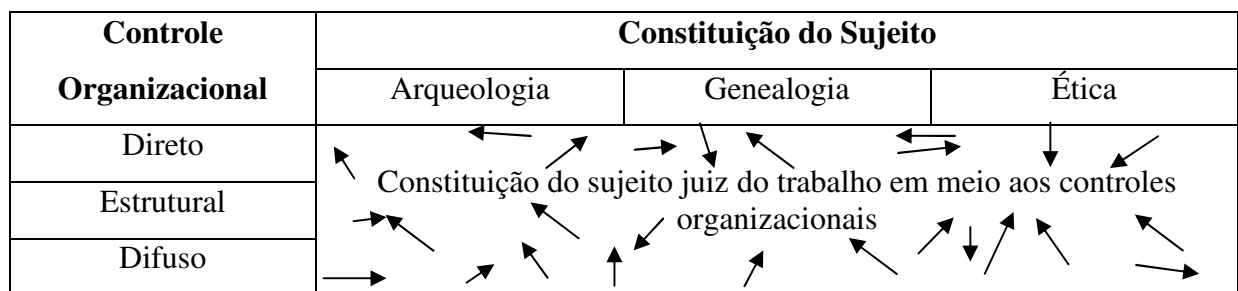 Controle
Organizacional
Constituição do Sujeito
Arqueologia
Genealogia
Ética
Direto
Estrutural
Difuso
Constituição do sujeito juiz do trabalho em meio aos controles
organizacionais